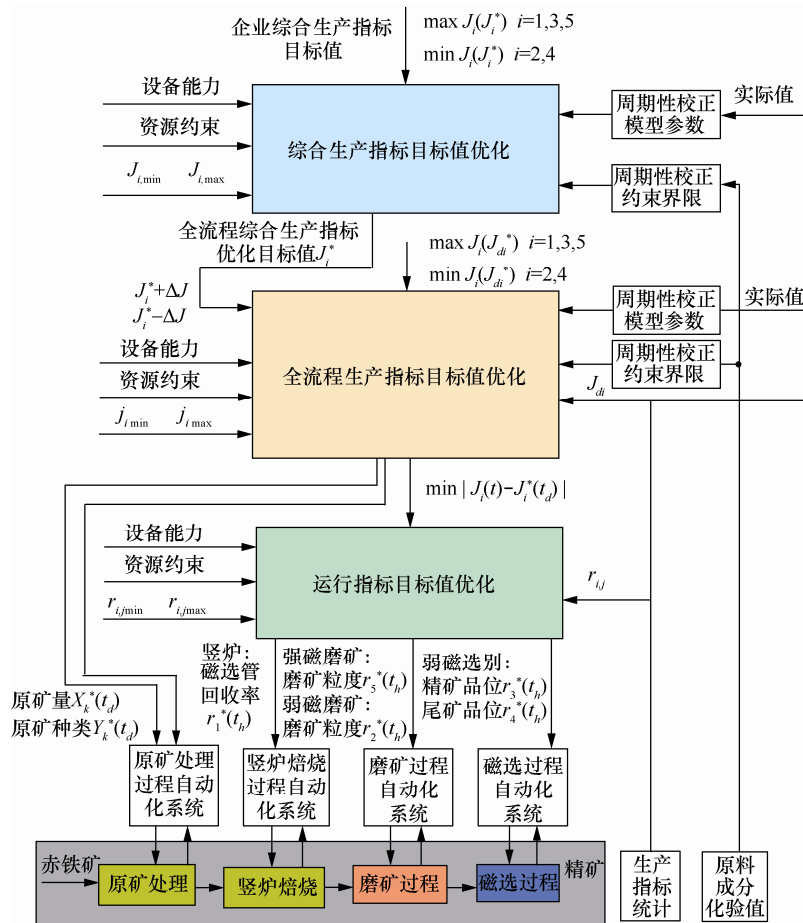 企业综合生产指标
目标值
max J_i(J_i^*) i=1,3,5
min J_i(J_i^*) i=2,4
设备能力
资源约束
J_{i,min} J_{i,max}
综合生产指标目标值优化
周期性校正
模型参数
实际值
周期性校正
约束界限
全流程综合生产指标
优化目标值J_i^*
max J_i(J_{di}^*) i=1,3,5
min J_i(J_{di}^*) i=2,4
J_i^*+ΔJ
J_i^*−ΔJ
设备能力
资源约束
j_{i min} j_{i max}
全流程生产指标目标值优化
周期性校正
模型参数
实际值
周期性校正
约束界限
J_{di}
min | J_i(t)−J_i^*(t_d) |
设备能力
资源约束
r_{i,jmin} r_{i,jmax}
运行指标目标值优化
r_{i,j}
原矿量X_k^*(t_d)
原矿种类Y_k^*(t_d)
竖炉：
磁选管
回收率
r_1^*(t_h)
强磁磨矿：
磨矿粒度r_5^*(t_h)
弱磁磨矿：
磨矿粒度r_2^*(t_h)
弱磁选别：
精矿品位r_3^*(t_h)
尾矿品位r_4^*(t_h)
原矿处理
过程自动
化系统
竖炉焙烧
过程自动
化系统
磨矿过程
自动化
系统
磁选过程
自动化
系统
赤铁矿
原矿处理
竖炉焙烧
磨矿过程
磁选过程
精矿
生产
指标
统计
原料
成分
化验值